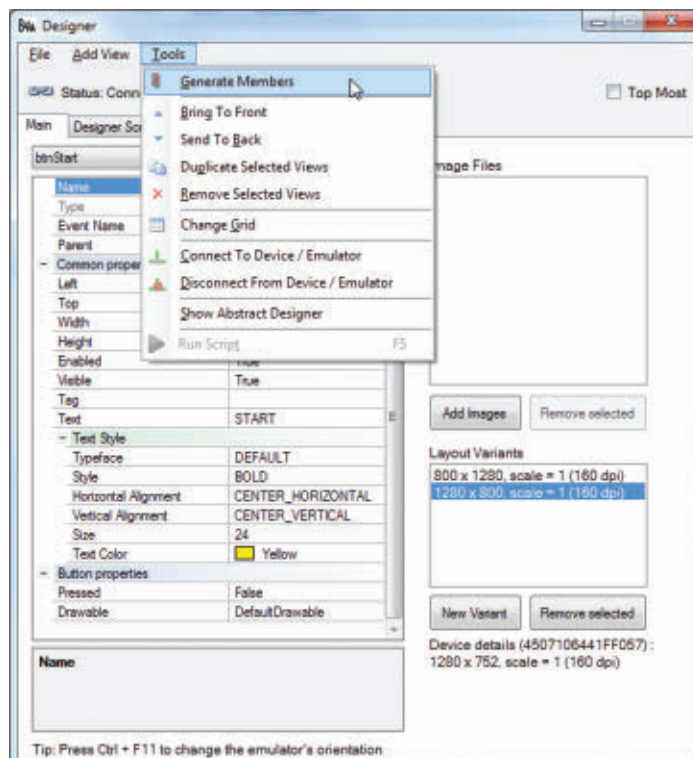 B4A Designer
File Add View Tools
Status: Conn
Top Most
Main Designer Scr
btnStart
Generate Members
Bring To Front
Send To Back
Duplicate Selected Views
Remove Selected Views
Change Grid
Connect To Device / Emulator
Disconnect From Device / Emulator
Show Abstract Designer
Run Script F5
Name
Type
Event Name
Parent
Common proper
Left
Top
Width
Height
Enabled True
Visible True
Tag
Text START
Text Style
Typeface DEFAULT
Style BOLD
Horizontal Alignment CENTER_HORIZONTAL
Vertical Alignment CENTER_VERTICAL
Size 24
Text Color Yellow
Button properties
Pressed False
Drawable DefaultDrawable
Name
mage Files
Add Images Remove selected
Layout Variants
800 x 1280, scale = 1 (160 dpi)
1280 x 800, scale = 1 (160 dpi)
New Variant Remove selected
Device details (4507106441FF057) :
1280 x 752, scale = 1 (160 dpi)
Tip: Press Ctrl + F11 to change the emulator's orientation